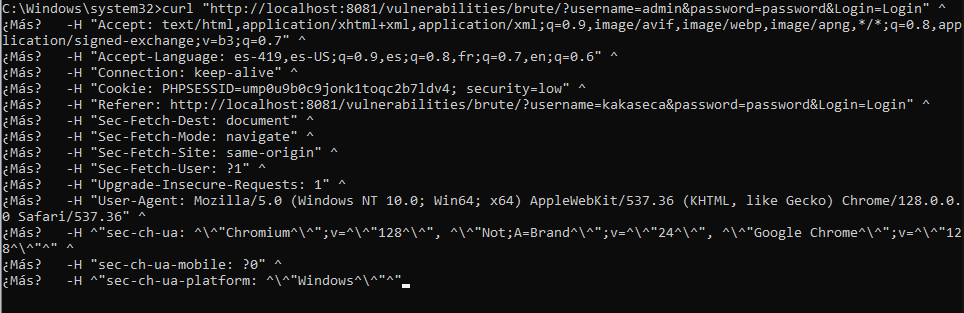 C:\Windows\system32>curl "http://localhost:8081/vulnerabilities/brute/?username=admin&password=password&Login=Login" ^
¿Más?   -H "Accept: text/html,application/xhtml+xml,application/xml;q=0.9,image/avif,image/webp,image/apng,*/*;q=0.8,app
lication/signed-exchange;v=b3;q=0.7" ^
¿Más?   -H "Accept-Language: es-419,es-US;q=0.9,es;q=0.8,fr;q=0.7,en;q=0.6" ^
¿Más?   -H "Connection: keep-alive" ^
¿Más?   -H "Cookie: PHPSESSID=ump0u9b0c9jonk1toqc2b7ldv4; security=low" ^
¿Más?   -H "Referer: http://localhost:8081/vulnerabilities/brute/?username=kakaseca&password=password&Login=Login" ^
¿Más?   -H "Sec-Fetch-Dest: document" ^
¿Más?   -H "Sec-Fetch-Mode: navigate" ^
¿Más?   -H "Sec-Fetch-Site: same-origin" ^
¿Más?   -H "Sec-Fetch-User: ?1" ^
¿Más?   -H "Upgrade-Insecure-Requests: 1" ^
¿Más?   -H "User-Agent: Mozilla/5.0 (Windows NT 10.0; Win64; x64) AppleWebKit/537.36 (KHTML, like Gecko) Chrome/128.0.0.
0 Safari/537.36" ^
¿Más?   -H ^"sec-ch-ua: ^\^"Chromium^\^";v=^\^"128^\^", ^\^"Not;A=Brand^\^";v=^\^"24^\^", ^\^"Google Chrome^\^";v=^\^"12
8^\^"^" ^
¿Más?   -H "sec-ch-ua-mobile: ?0" ^
¿Más?   -H ^"sec-ch-ua-platform: ^\^"Windows^\^"^"